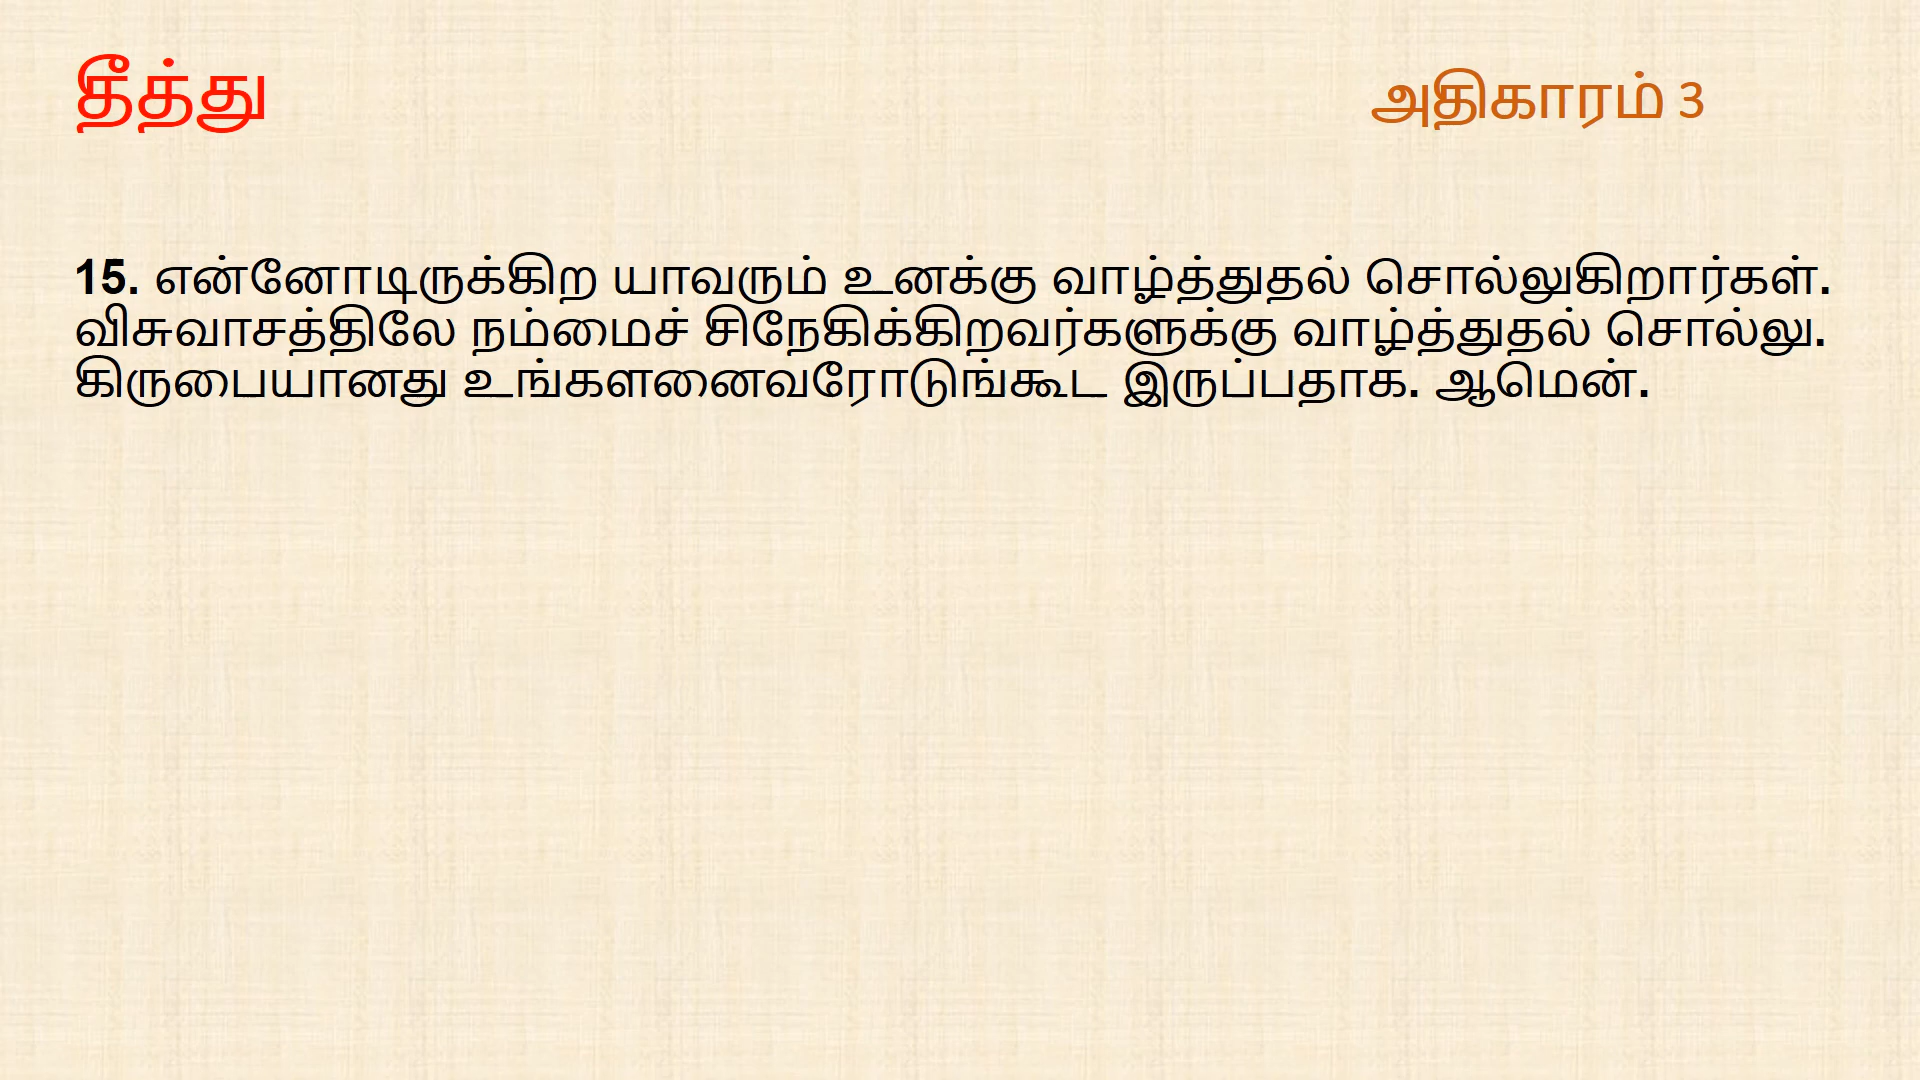 தீத்து
அதிகாரம் 3
15. என்னோடிருக்கிற யாவரும் உனக்கு வாழ்த்துதல் சொல்லுகிறார்கள்.
விசுவாசத்திலே நம்மைச் சிநேகிக்கிறவர்களுக்கு வாழ்த்துதல் சொல்லு.
கிருபையானது உங்களனைவரோடுங்கூட இருப்பதாக. ஆமென்.